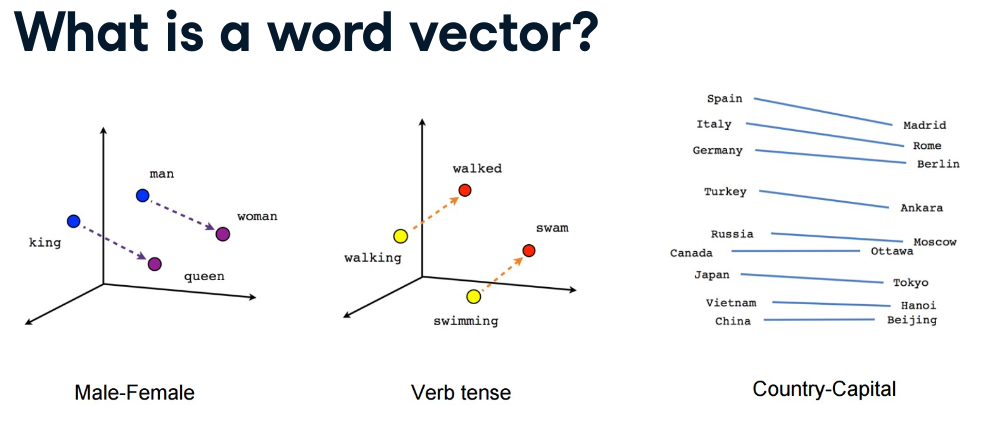 What is a word vector?
man
woman
king
queen
Male-Female
walked
swam
walking
swimming
Verb tense
Spain
Madrid
Italy
Rome
Germany
Berlin
Turkey
Ankara
Russia
Moscow
Canada
Ottawa
Japan
Tokyo
Vietnam
Hanoi
China
Beijing
Country-Capital